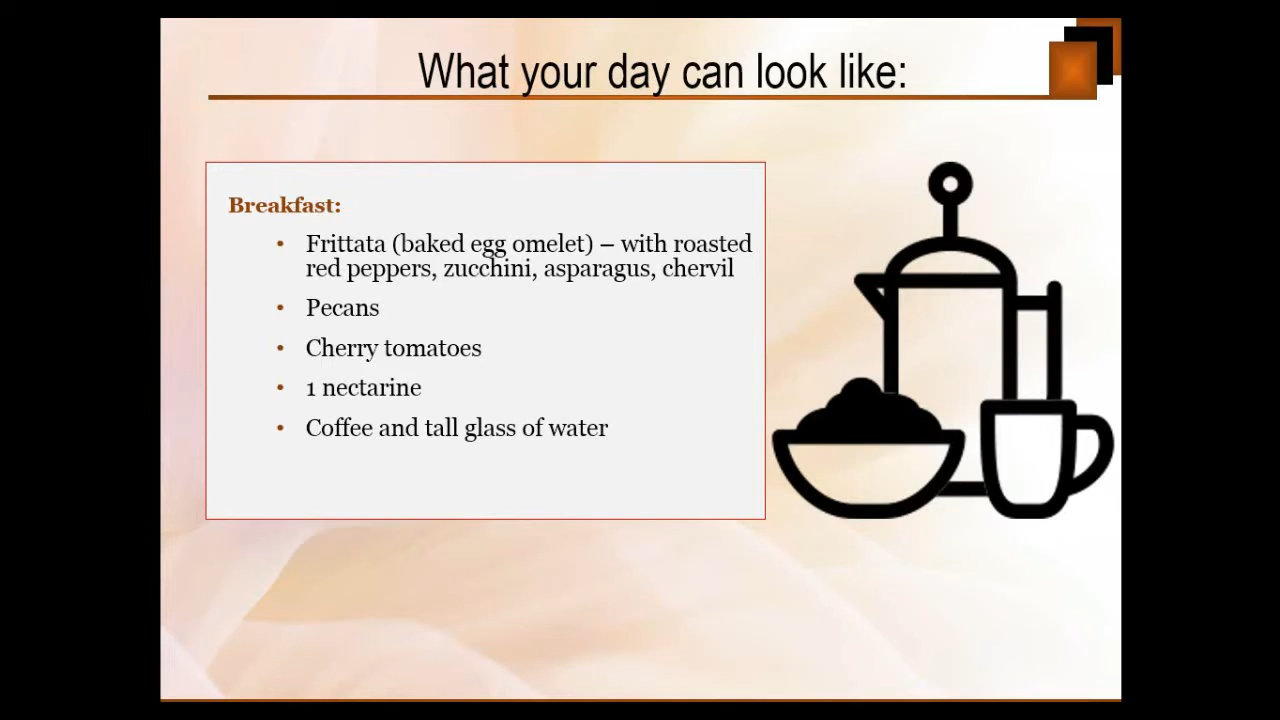 What your day can look like:
Breakfast:
• Frittata (baked egg omelet) – with roasted
red peppers, zucchini, asparagus, chervil
• Pecans
• Cherry tomatoes
• 1 nectarine
• Coffee and tall glass of water